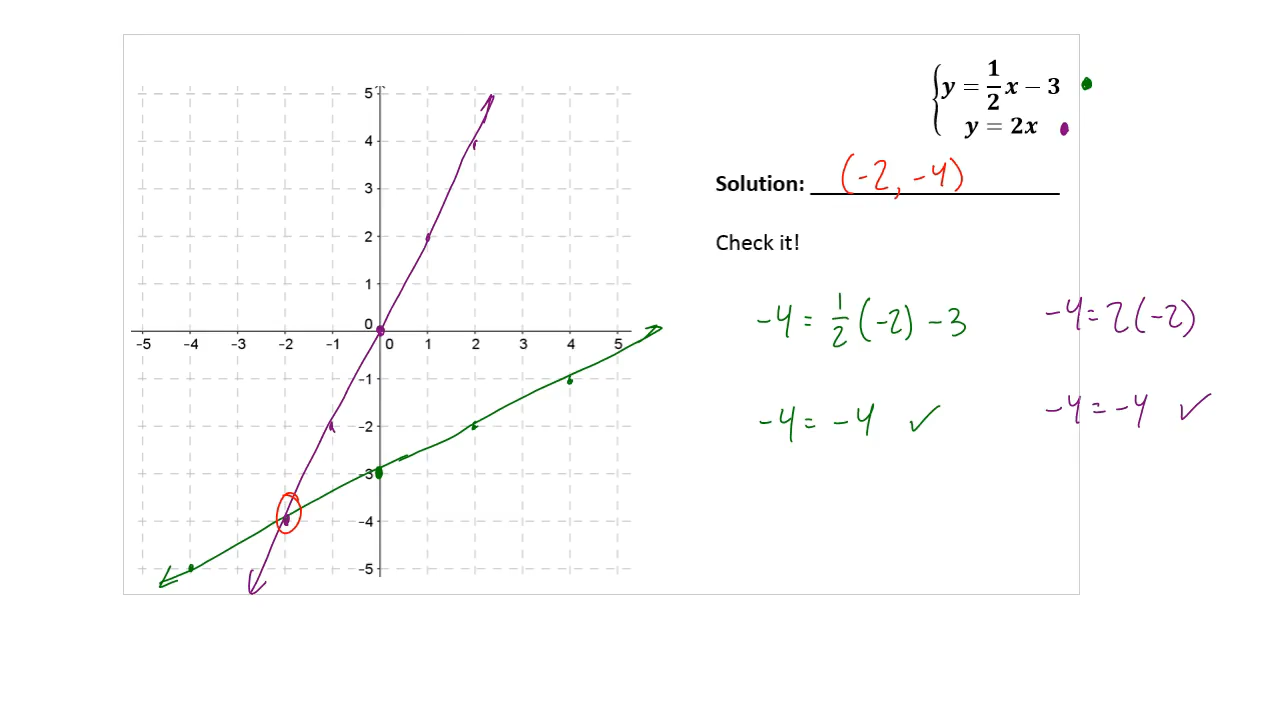 y = 1/2 x − 3
y = 2x
Solution: (-2, -4)
Check it!
-4 = 1/2 (-2) - 3
-4 = 2(-2)
-4 = -4 ✓
-4 = -4 ✓
5
4
3
2
1
0
-5 -4 -3 -2 -1 0 1 2 3 4 5
-1
-2
-3
-4
-5